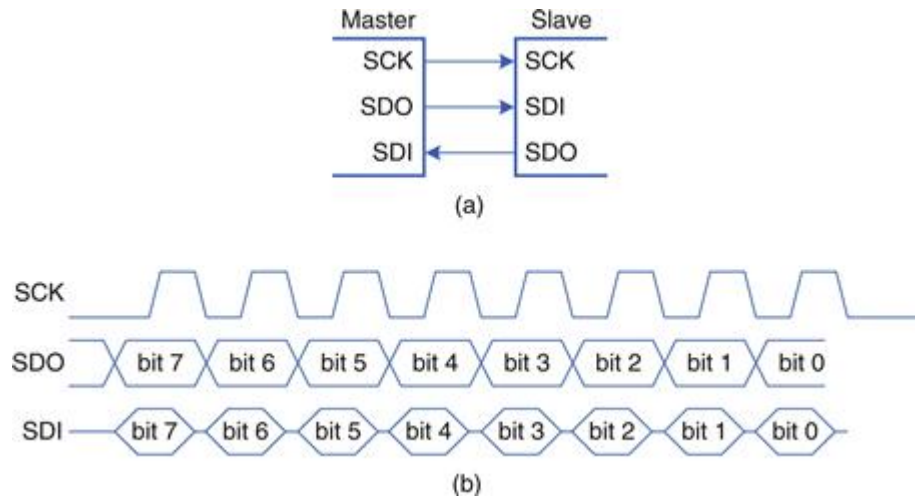 Master Slave
SCK SCK
SDO SDI
SDI SDO
(a)
SCK
SDO bit 7 bit 6 bit 5 bit 4 bit 3 bit 2 bit 1 bit 0
SDI bit 7 bit 6 bit 5 bit 4 bit 3 bit 2 bit 1 bit 0
(b)